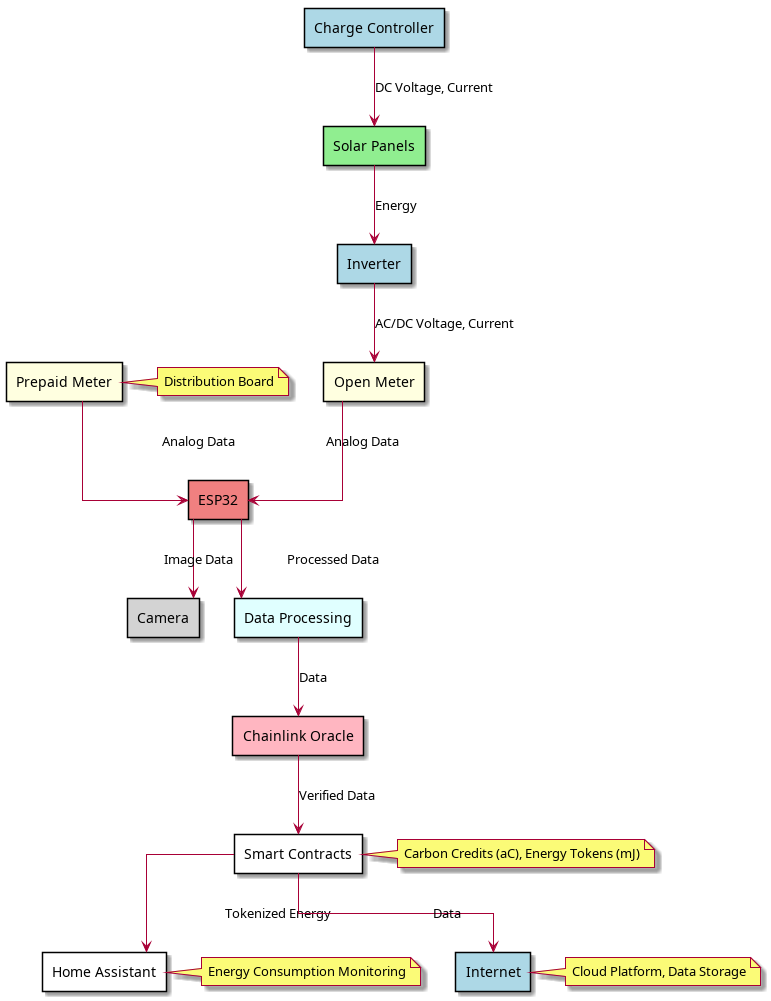 Charge Controller
DC Voltage, Current
Solar Panels
Energy
Inverter
AC/DC Voltage, Current
Prepaid Meter
Distribution Board
Open Meter
Analog Data
Analog Data
ESP32
Image Data
Processed Data
Camera
Data Processing
Data
Chainlink Oracle
Verified Data
Smart Contracts
Carbon Credits (aC), Energy Tokens (mJ)
Tokenized Energy
Data
Home Assistant
Energy Consumption Monitoring
Internet
Cloud Platform, Data Storage